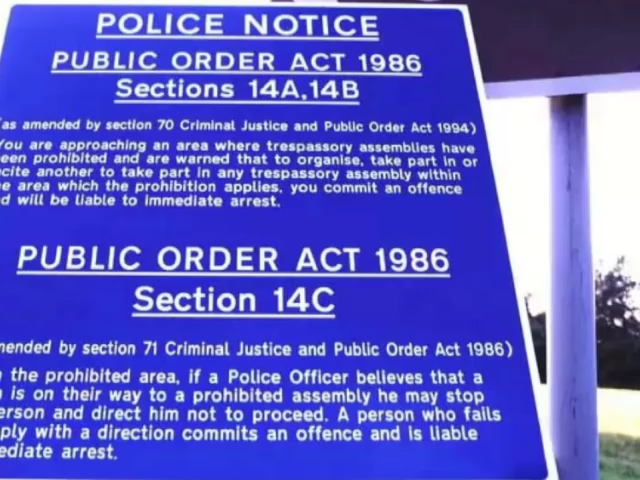 POLICE NOTICE
PUBLIC ORDER ACT 1986
Sections 14A,14B
as amended by section 70 Criminal Justice and Public Order Act 1994)
You are approaching an area where trespassory assemblies have
een prohibited and are warned that to organise, take part in or
cite another to take part in any trespassory assembly within
e area which the prohibition applies, you commit an offence
d will be liable to immediate arrest.
PUBLIC ORDER ACT 1986
Section 14C
mended by section 71 Criminal Justice and Public Order Act 1986)
the prohibited area, if a Police Officer believes that a
is on their way to a prohibited assembly he may stop
erson and direct him not to proceed. A person who fails
ply with a direction commits an offence and is liable
ediate arrest.